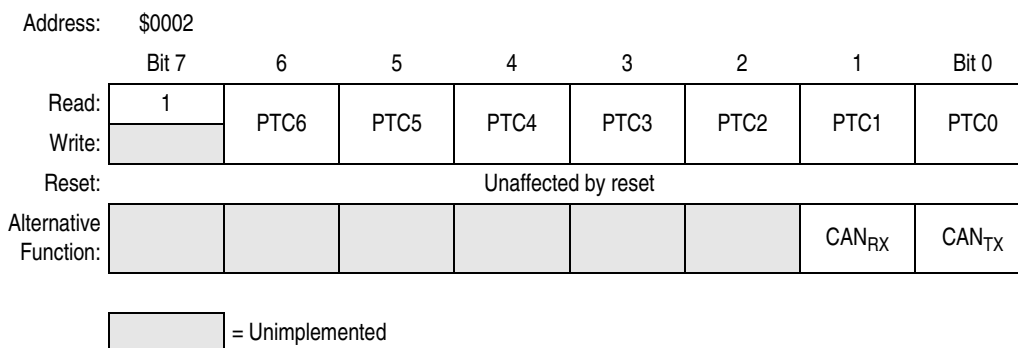 Address: $0002
Bit 7 6 5 4 3 2 1 Bit 0
Read: 1 PTC6 PTC5 PTC4 PTC3 PTC2 PTC1 PTC0
Write:
Reset: Unaffected by reset
Alternative Function: CANRX CANTX
= Unimplemented